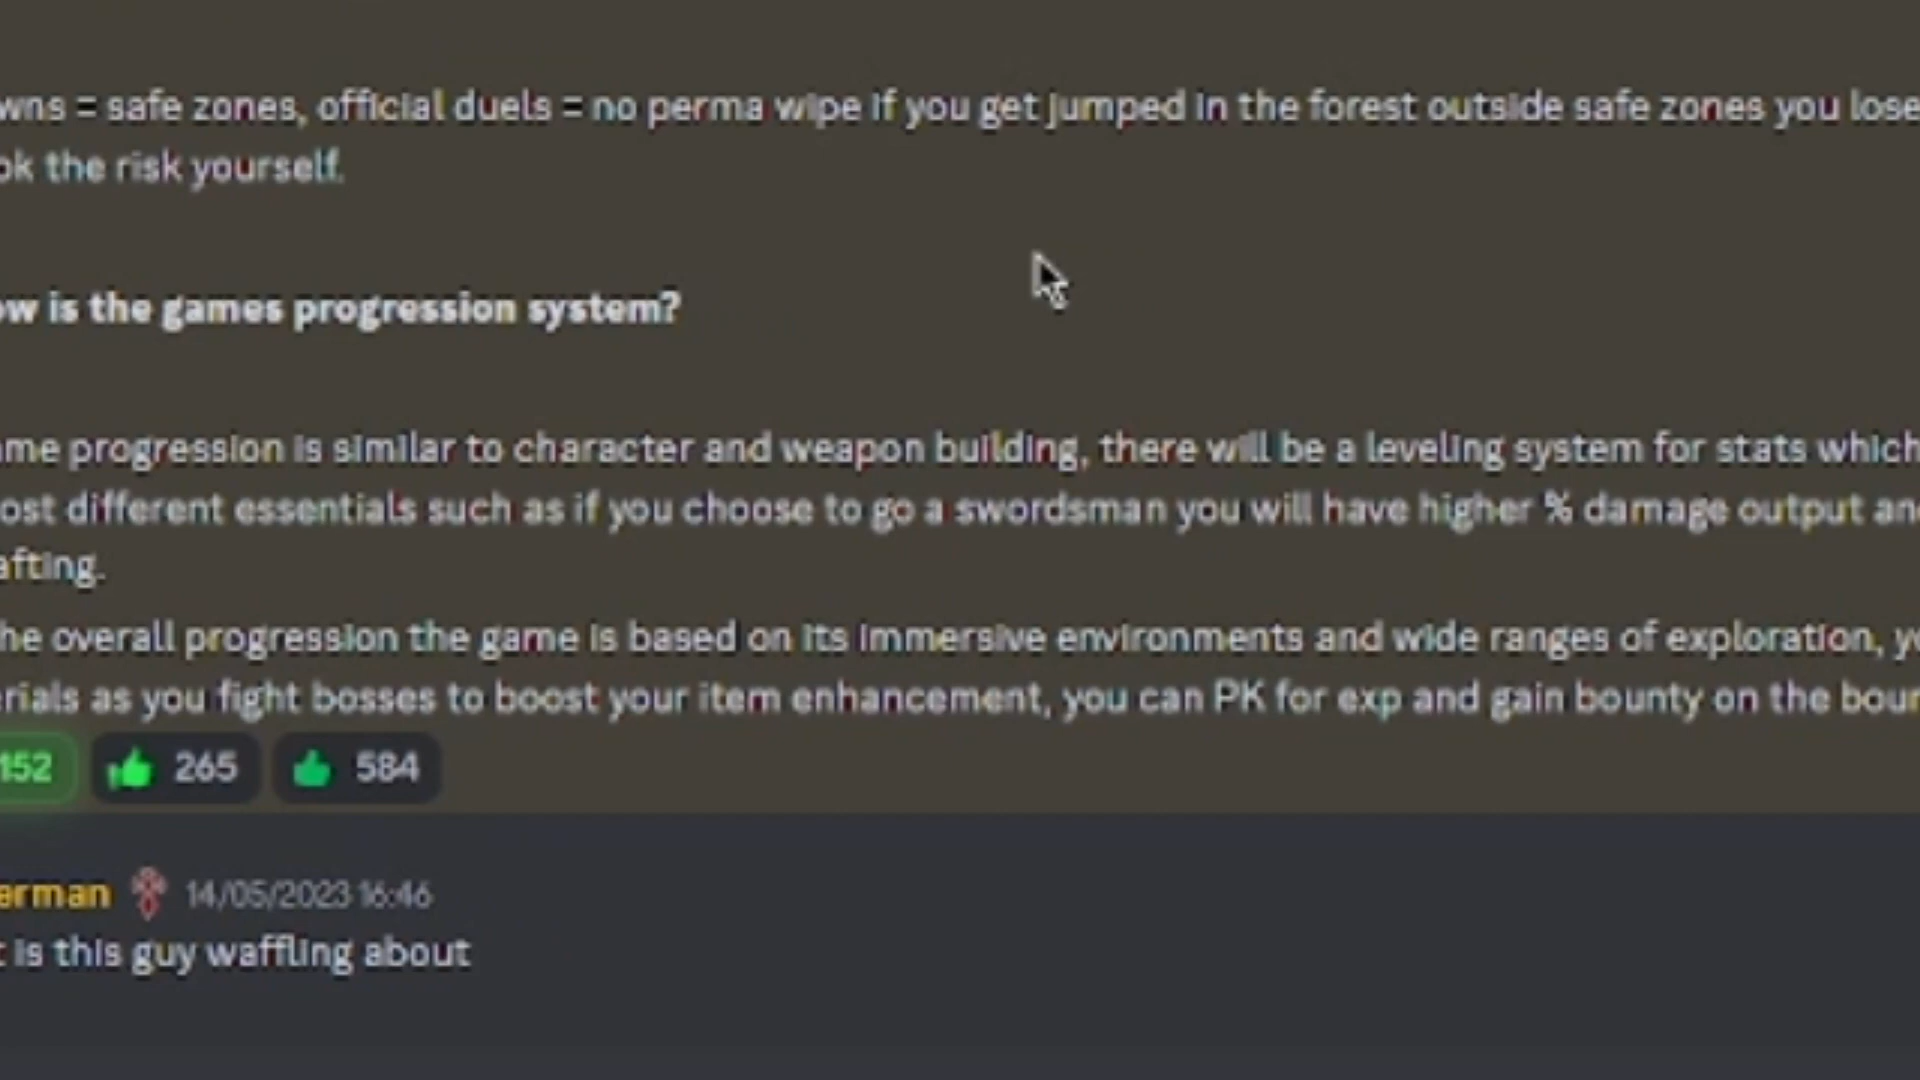 wns = safe zones, official duels = no perma wipe if you get jumped in the forest outside safe zones you lose
ok the risk yourself.
ow is the games progression system?
ame progression is similar to character and weapon building, there will be a leveling system for stats which
ost different essentials such as if you choose to go a swordsman you will have higher % damage output an
afting.
he overall progression the game is based on its immersive environments and wide ranges of exploration, y
erials as you fight bosses to boost your item enhancement, you can PK for exp and gain bounty on the bour
152 265 584
erman 14/05/2023 16:46
t is this guy waffling about